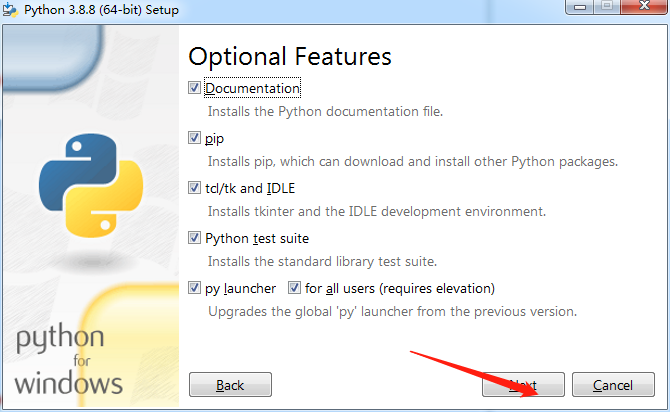 Python 3.8.8 (64-bit) Setup
Optional Features
Documentation
Installs the Python documentation file.
pip
Installs pip, which can download and install other Python packages.
tcl/tk and IDLE
Installs tkinter and the IDLE development environment.
Python test suite
Installs the standard library test suite.
py launcher for all users (requires elevation)
Upgrades the global 'py' launcher from the previous version.
python
for
windows
Back Next Cancel